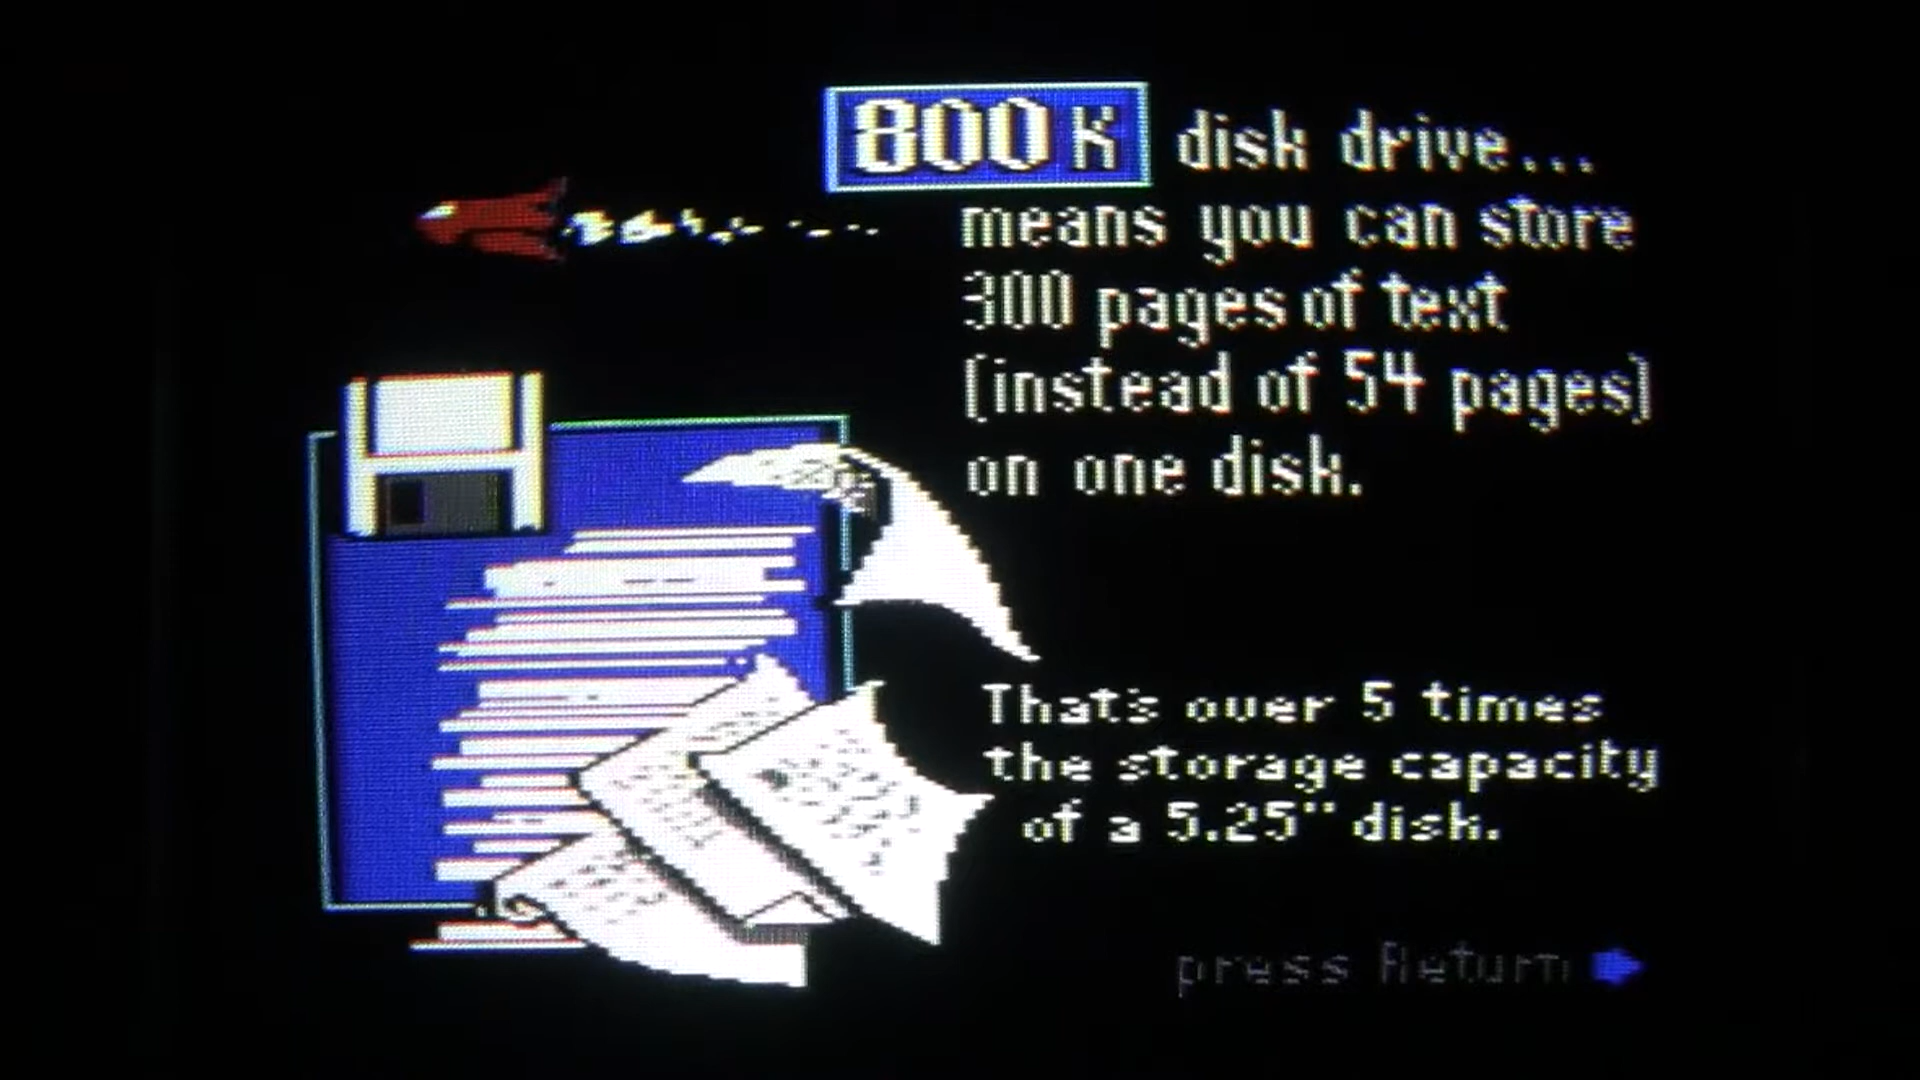 800K disk drive...
means you can store
300 pages of text
(instead of 54 pages)
on one disk.
That's over 5 times
the storage capacity
of a 5.25" disk.
press Return